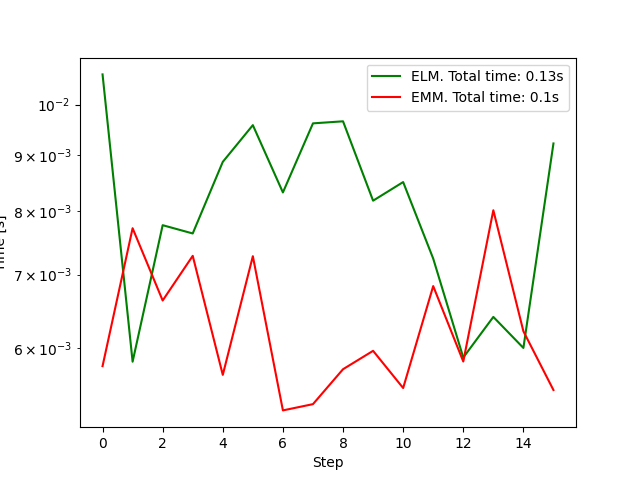 ELM. Total time: 0.13s
EMM. Total time: 0.1s
10⁻²
9 × 10⁻³
8 × 10⁻³
7 × 10⁻³
6 × 10⁻³
Time [s]
0 2 4 6 8 10 12 14
Step